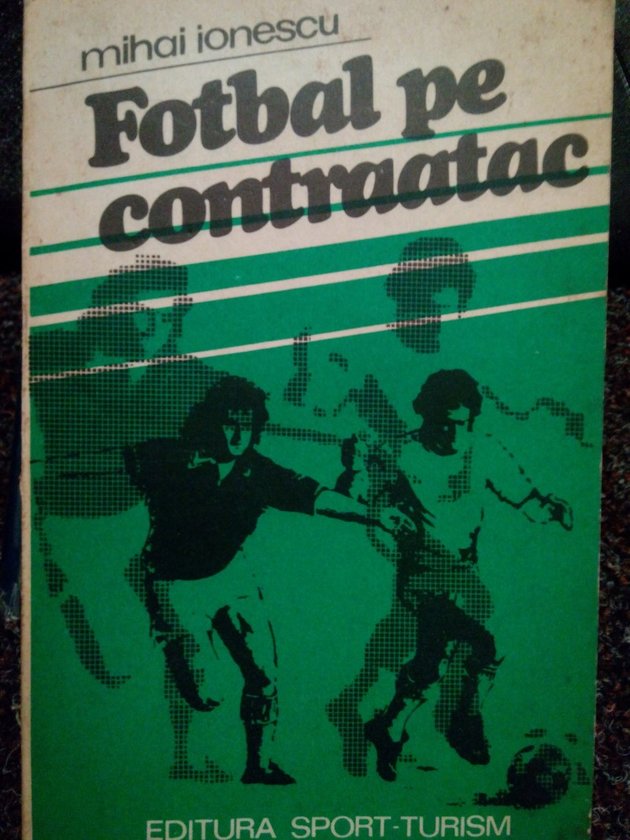 mihai ionescu
Fotbal pe
contraatac
EDITURA SPORT-TURISM